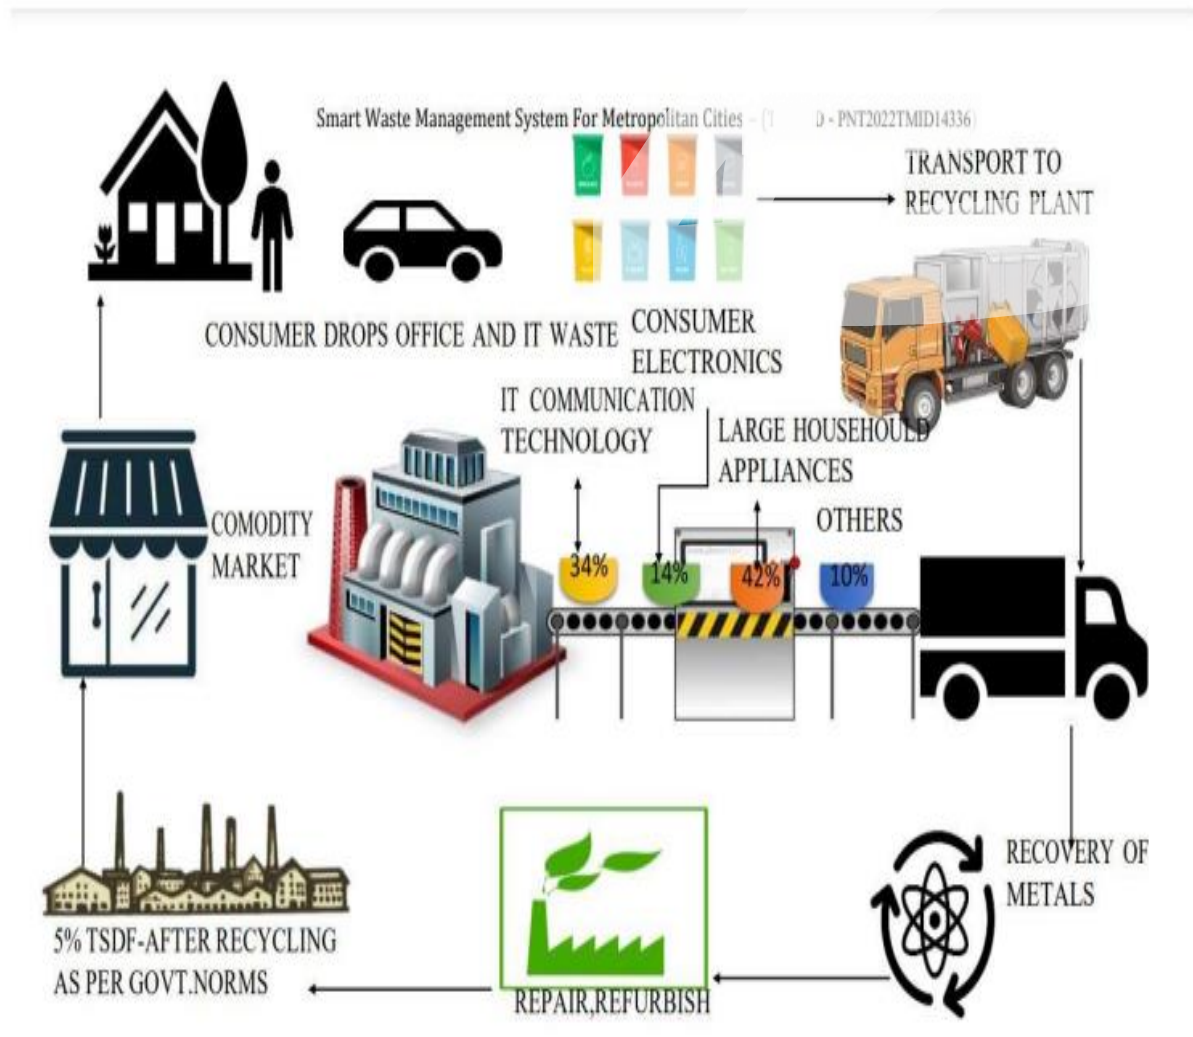 Smart Waste Management System For Metropolitan Cities - PNT2022TMID14336)
TRANSPORT TO
RECYCLING PLANT
CONSUMER DROPS OFFICE AND IT WASTE
CONSUMER
ELECTRONICS
IT COMMUNICATION
TECHNOLOGY
LARGE HOUSEHOULD
APPLIANCES
OTHERS
COMODITY
MARKET
34%
14%
42%
10%
RECOVERY OF
METALS
5% TSDF-AFTER RECYCLING
AS PER GOVT.NORMS
REPAIR,REFURBISH